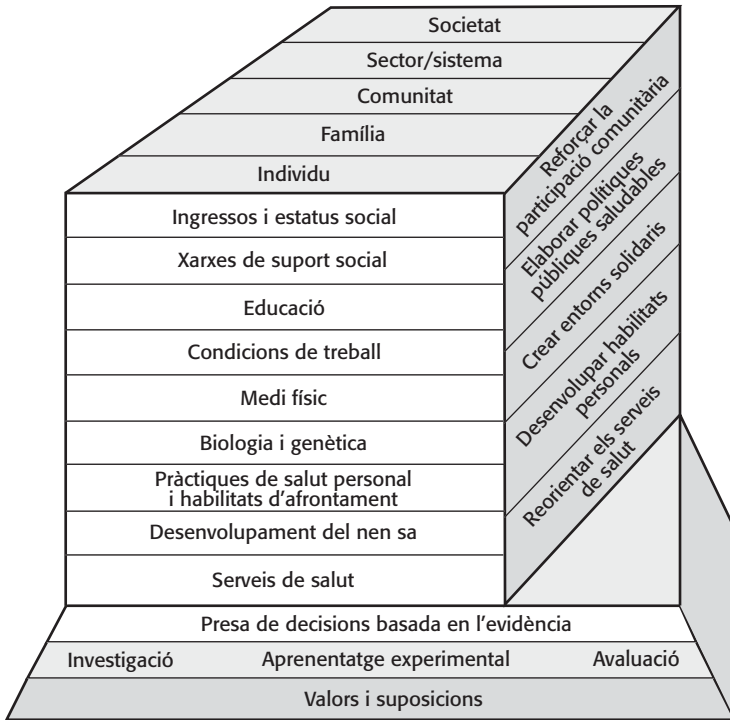 Societat
Sector/sistema
Comunitat
Família
Individu
Ingressos i estatus social
Xarxes de suport social
Educació
Condicions de treball
Medi físic
Biologia i genètica
Pràctiques de salut personal
i habilitats d'afrontament
Desenvolupament del nen sa
Serveis de salut
Reforçar la
participació comunitària
Elaborar polítiques
públiques saludables
Crear entorns solidaris
Desenvolupar habilitats
personals
Reorientar els serveis
de salut
Presa de decisions basada en l'evidència
Investigació Aprenentatge experimental Avaluació
Valors i suposicions